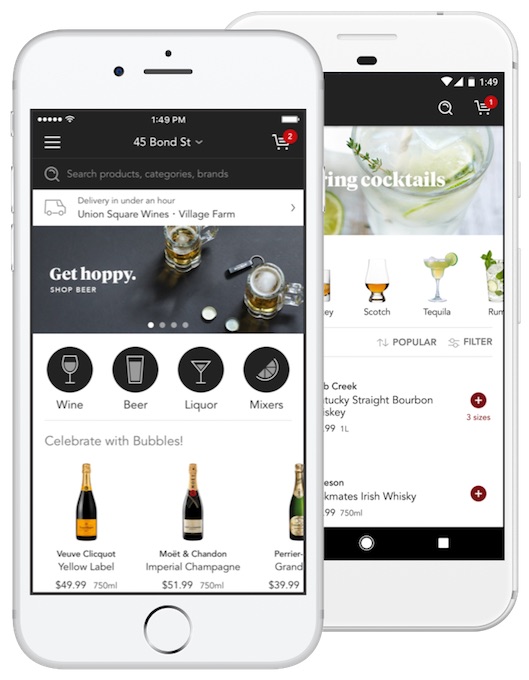 1:49 PM
45 Bond St
2
Search products, categories, brands
Delivery in under an hour
Union Square Wines · Village Farm
Get hoppy.
SHOP BEER
Wine
Beer
Liquor
Mixers
Celebrate with Bubbles!
Veuve Clicquot
Yellow Label
$49.99 750ml
Moët & Chandon
Imperial Champagne
$51.99 750ml
Perrier-
Grand
$39.99
1:49
1
ring cocktails
ey
Scotch
Tequila
Rum
POPULAR
FILTER
b Creek
tucky Straight Bourbon
iskey
.99 1L
3 sizes
eson
kmates Irish Whisky
.99 750ml